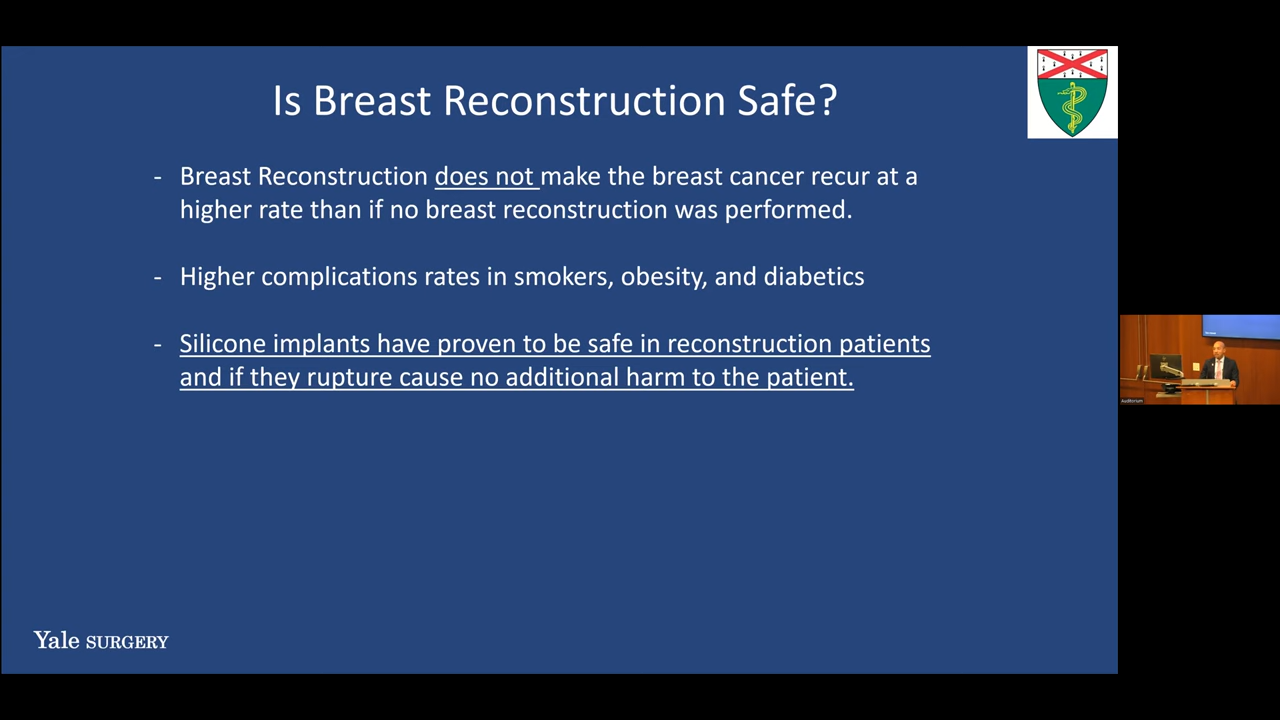 Is Breast Reconstruction Safe?
- Breast Reconstruction does not make the breast cancer recur at a
higher rate than if no breast reconstruction was performed.
- Higher complications rates in smokers, obesity, and diabetics
- Silicone implants have proven to be safe in reconstruction patients
and if they rupture cause no additional harm to the patient.
Yale SURGERY
Auditorium